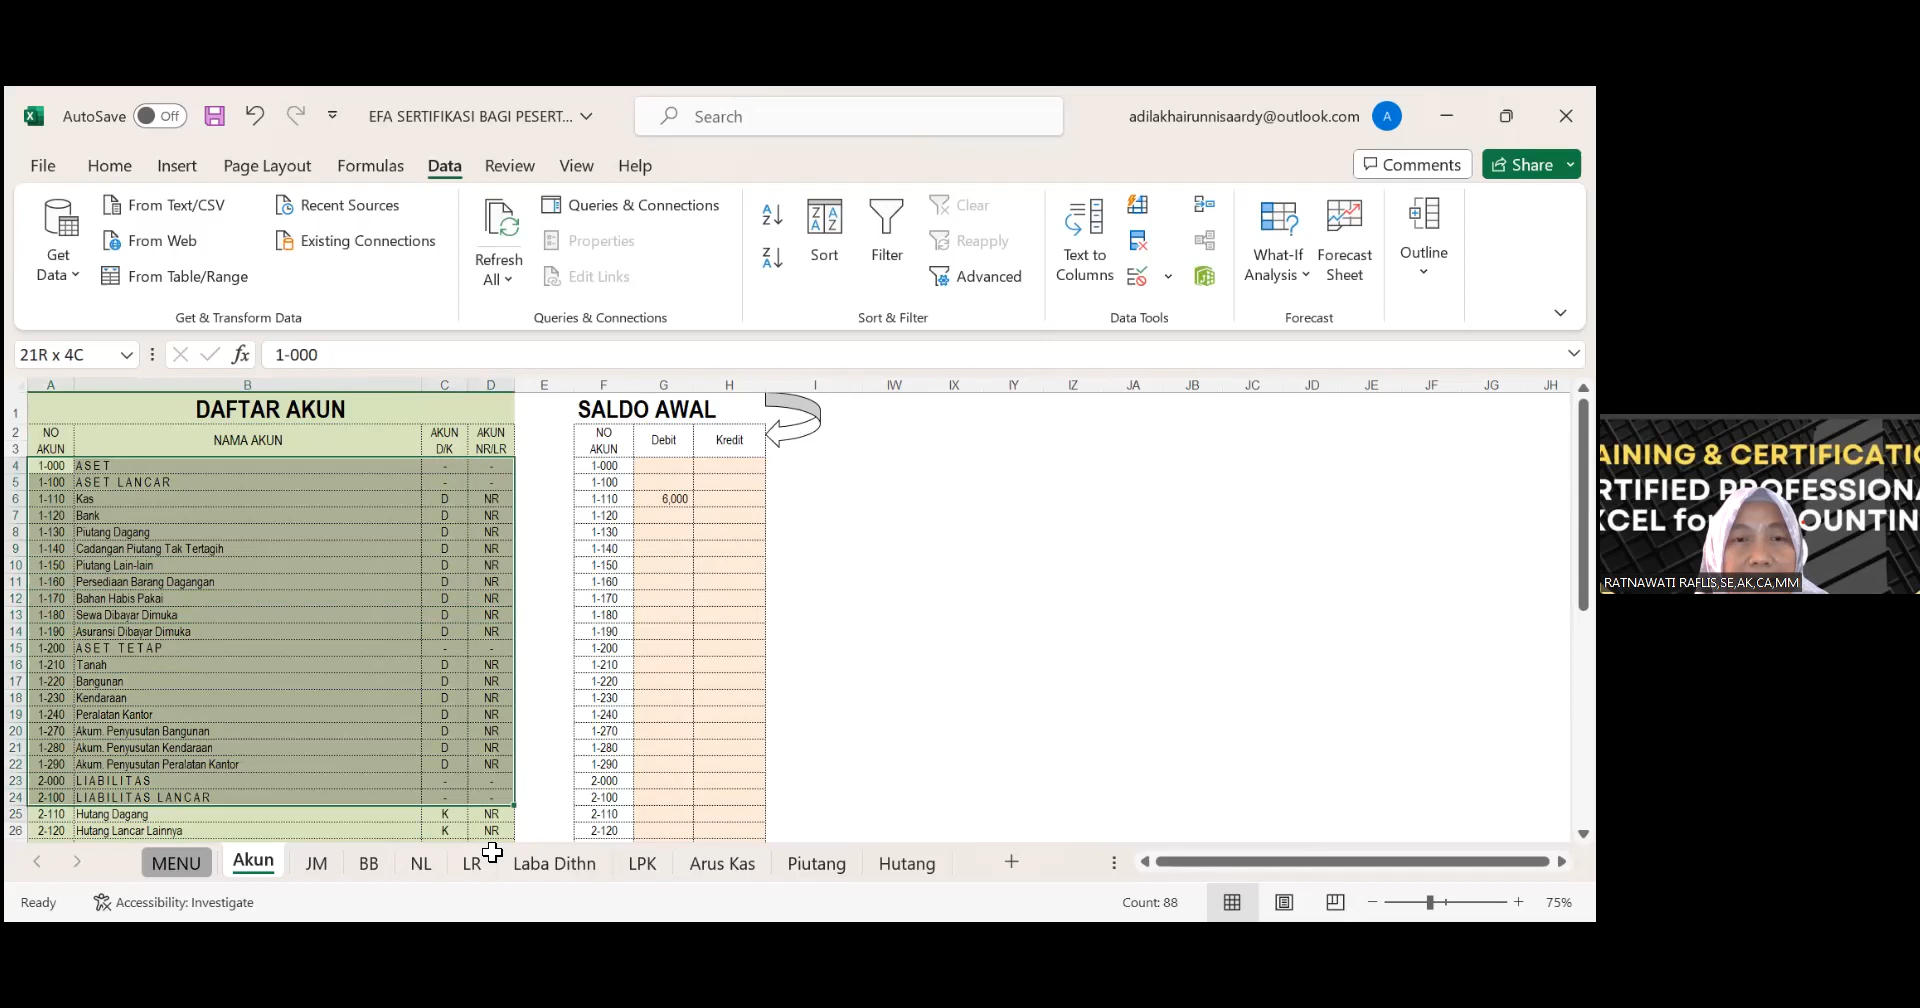 AutoSave Off EFA SERTIFIKASI BAGI PESERT... Search adilakhairunnisaardy@outlook.com A
File Home Insert Page Layout Formulas Data Review View Help Comments Share
Get Data
From Text/CSV
From Web
From Table/Range
Recent Sources
Existing Connections
Get & Transform Data
Refresh All
Queries & Connections
Properties
Edit Links
Queries & Connections
Sort
Filter
Clear
Reapply
Advanced
Sort & Filter
Text to Columns
Data Tools
What-If Analysis
Forecast Sheet
Forecast
Outline
21R x 4C fx 1-000
A B C D E F G H I IW IX IY IZ JA JB JC JD JE JF JG JH
1 DAFTAR AKUN SALDO AWAL
2 NO NAMA AKUN AKUN AKUN NO Debit Kredit
3 AKUN D/K NR/LR AKUN
4 1-000 ASET - - 1-000
5 1-100 ASET LANCAR - - 1-100
6 1-110 Kas D NR 1-110 6,000
7 1-120 Bank D NR 1-120
8 1-130 Piutang Dagang D NR 1-130
9 1-140 Cadangan Piutang Tak Tertagih D NR 1-140
10 1-150 Piutang Lain-lain D NR 1-150
11 1-160 Persediaan Barang Dagangan D NR 1-160
12 1-170 Bahan Habis Pakai D NR 1-170
13 1-180 Sewa Dibayar Dimuka D NR 1-180
14 1-190 Asuransi Dibayar Dimuka D NR 1-190
15 1-200 ASET TETAP - - 1-200
16 1-210 Tanah D NR 1-210
17 1-220 Bangunan D NR 1-220
18 1-230 Kendaraan D NR 1-230
19 1-240 Peralatan Kantor D NR 1-240
20 1-270 Akum. Penyusutan Bangunan D NR 1-270
21 1-280 Akum. Penyusutan Kendaraan D NR 1-280
22 1-290 Akum. Penyusutan Peralatan Kantor D NR 1-290
23 2-000 LIABILITAS - - 2-000
24 2-100 LIABILITAS LANCAR - - 2-100
25 2-110 Hutang Dagang K NR 2-110
26 2-120 Hutang Lancar Lainnya K NR 2-120
MENU Akun JM BB NL LR Laba Dithn LPK Arus Kas Piutang Hutang
Ready Accessibility: Investigate Count: 88 75%
AINING & CERTIFICATIO
RTIFIED PROFESSIONA
XCEL for OUNTIN
RATNAWATI RAFLIS,SE,AK,CA,MM